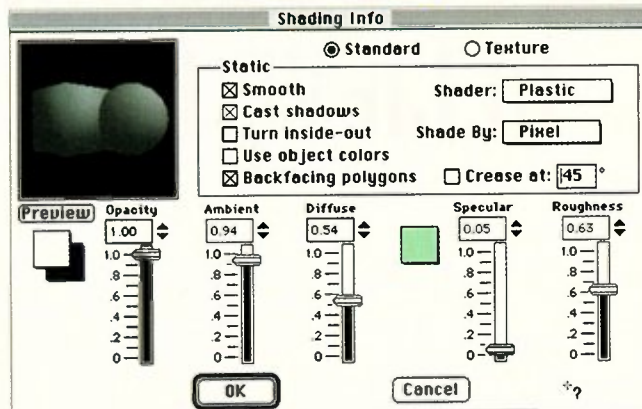 Shading Info
Standard Texture
Static
Smooth Shader: Plastic
Cast shadows
Turn inside-out Shade By: Pixel
Use object colors
Backfacing polygons Crease at: 45 °
Preview Opacity Ambient Diffuse Specular Roughness
1.00 0.94 0.54 0.05 0.63
1.0 1.0 1.0 1.0 1.0
.8 .8 .8 .8 .8
.6 .6 .6 .6 .6
.4 .4 .4 .4 .4
.2 .2 .2 .2 .2
0 0 0 0 0
OK Cancel ?